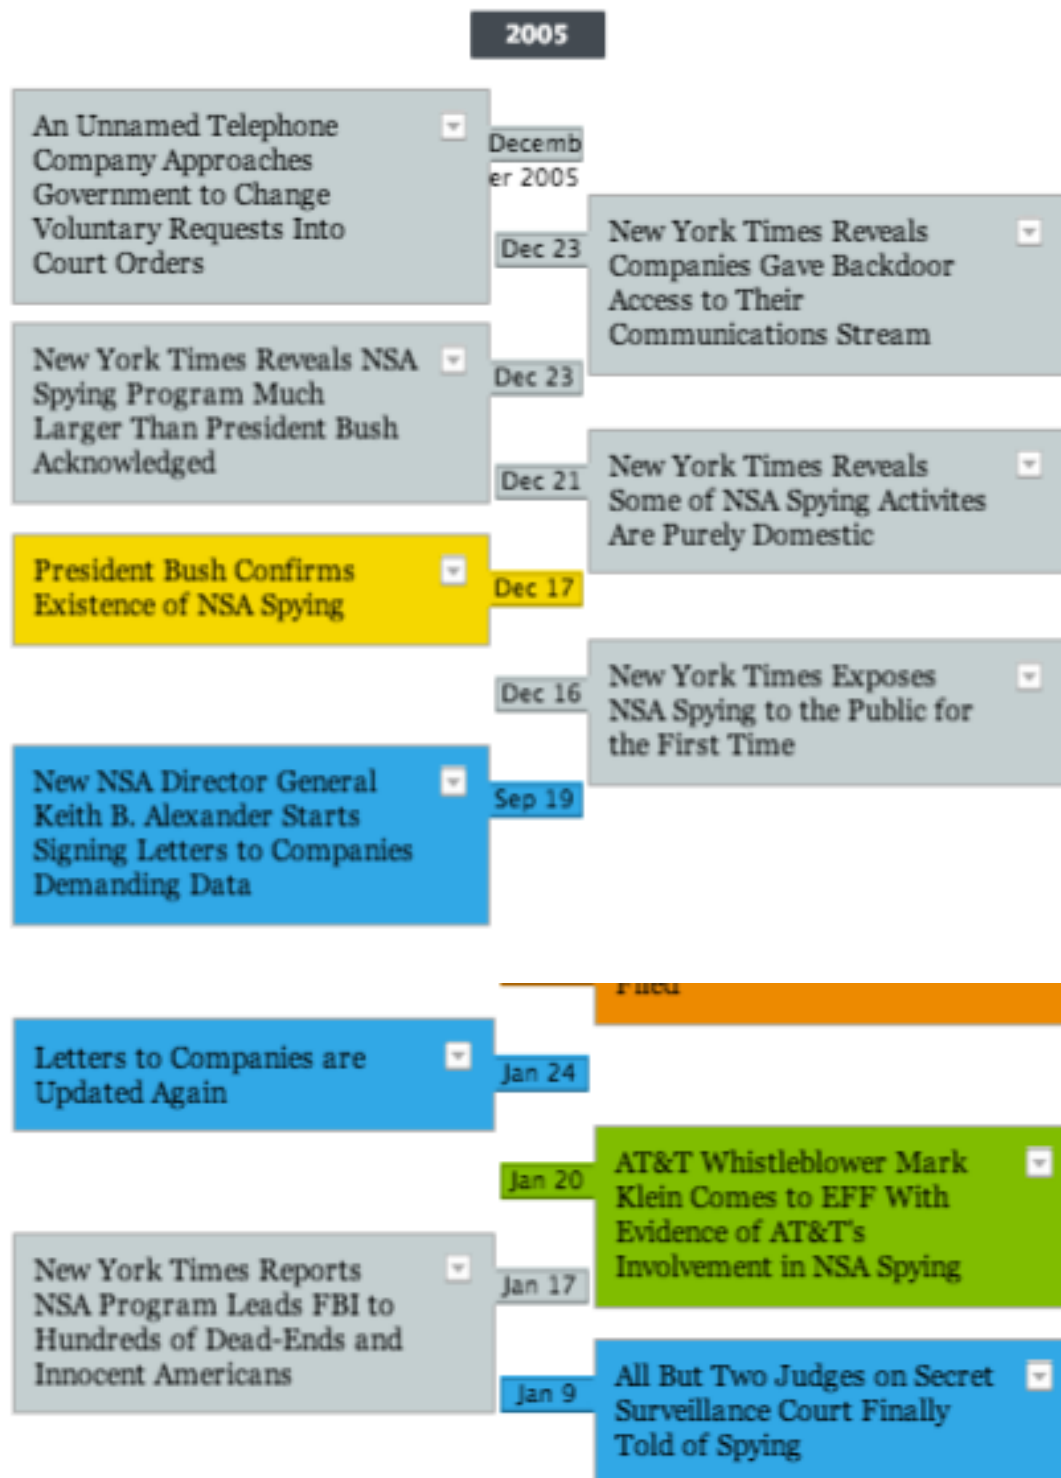 2005
An Unnamed Telephone
Company Approaches
Government to Change
Voluntary Requests Into
Court Orders
Decemb
er 2005
New York Times Reveals
Companies Gave Backdoor
Access to Their
Communications Stream
Dec 23
New York Times Reveals NSA
Spying Program Much
Larger Than President Bush
Acknowledged
Dec 23
New York Times Reveals
Some of NSA Spying Activites
Are Purely Domestic
Dec 21
President Bush Confirms
Existence of NSA Spying
Dec 17
New York Times Exposes
NSA Spying to the Public for
the First Time
Dec 16
New NSA Director General
Keith B. Alexander Starts
Signing Letters to Companies
Demanding Data
Sep 19
Filed
Letters to Companies are
Updated Again
Jan 24
AT&T Whistleblower Mark
Klein Comes to EFF With
Evidence of AT&T's
Involvement in NSA Spying
Jan 20
New York Times Reports
NSA Program Leads FBI to
Hundreds of Dead-Ends and
Innocent Americans
Jan 17
All But Two Judges on Secret
Surveillance Court Finally
Told of Spying
Jan 9